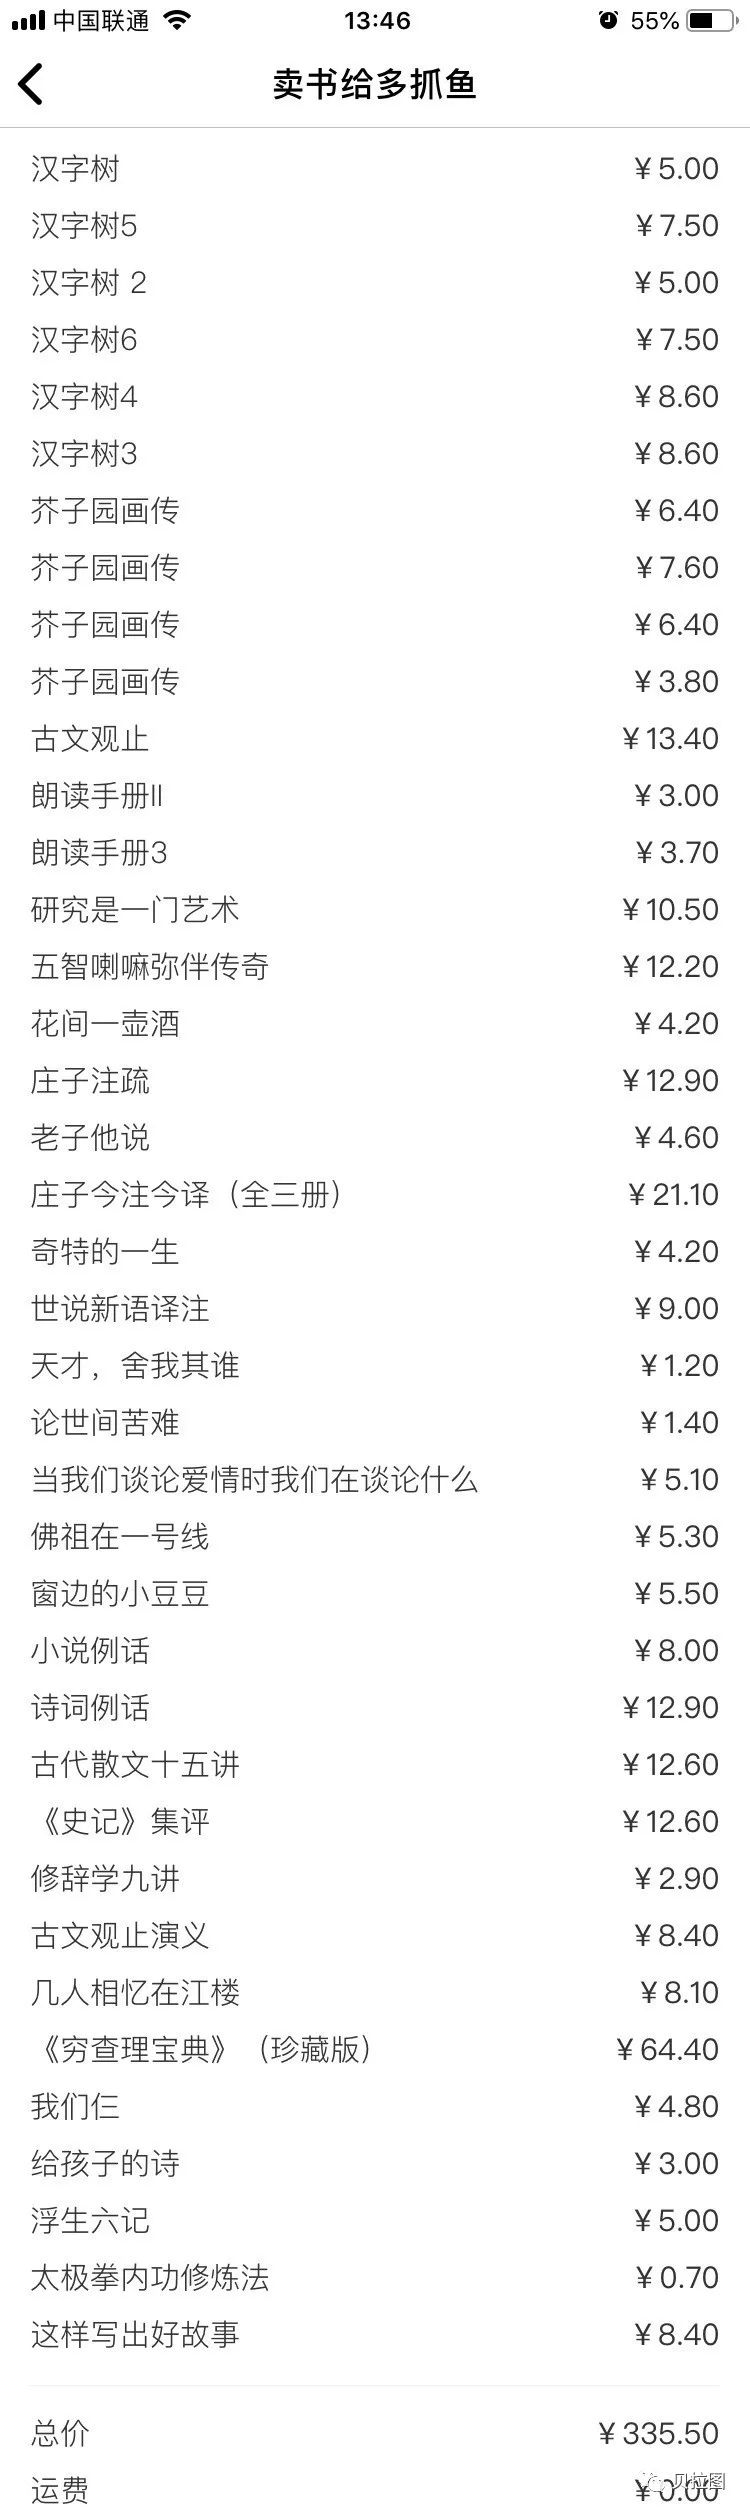 中国联通 13:46 55%
卖书给多抓鱼
汉字树 ¥5.00
汉字树5 ¥7.50
汉字树 2 ¥5.00
汉字树6 ¥7.50
汉字树4 ¥8.60
汉字树3 ¥8.60
芥子园画传 ¥6.40
芥子园画传 ¥7.60
芥子园画传 ¥6.40
芥子园画传 ¥3.80
古文观止 ¥13.40
朗读手册II ¥3.00
朗读手册3 ¥3.70
研究是一门艺术 ¥10.50
五智喇嘛弥伴传奇 ¥12.20
花间一壶酒 ¥4.20
庄子注疏 ¥12.90
老子他说 ¥4.60
庄子今注今译（全三册） ¥21.10
奇特的一生 ¥4.20
世说新语译注 ¥9.00
天才，舍我其谁 ¥1.20
论世间苦难 ¥1.40
当我们谈论爱情时我们在谈论什么 ¥5.10
佛祖在一号线 ¥5.30
窗边的小豆豆 ¥5.50
小说例话 ¥8.00
诗词例话 ¥12.90
古代散文十五讲 ¥12.60
《史记》集评 ¥12.60
修辞学九讲 ¥2.90
古文观止演义 ¥8.40
几人相忆在江楼 ¥8.10
《穷查理宝典》（珍藏版） ¥64.40
我们仨 ¥4.80
给孩子的诗 ¥3.00
浮生六记 ¥5.00
太极拳内功修炼法 ¥0.70
这样写出好故事 ¥8.40
总价 ¥335.50
运费 ¥0.00
贝拉图